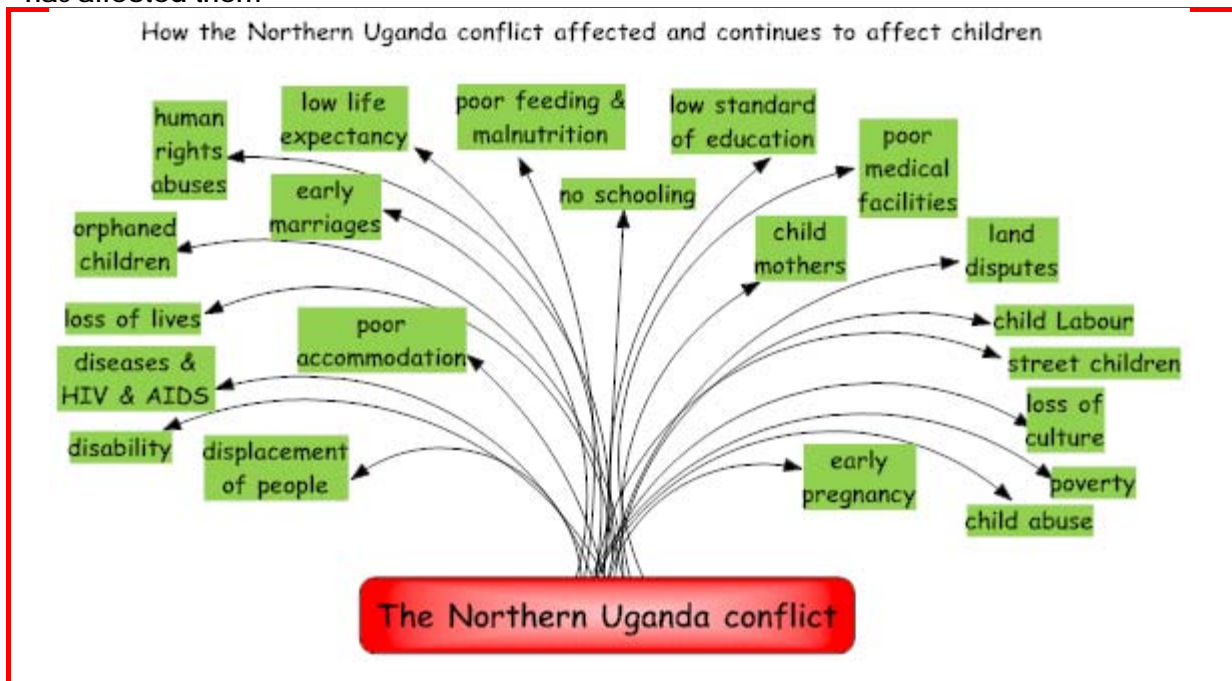 has affected them
How the Northern Uganda conflict affected and continues to affect children
human
rights
abuses
low life
expectancy
poor feeding &
malnutrition
low standard
of education
poor
medical
facilities
early
marriages
no schooling
orphaned
children
child
mothers
land
disputes
loss of lives
poor
accommodation
child Labour
diseases &
HIV & AIDS
street children
disability
displacement
of people
loss of
culture
early
pregnancy
poverty
child abuse
The Northern Uganda conflict